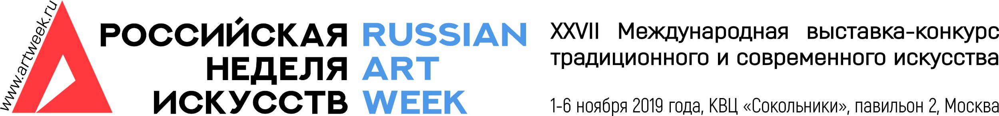 www.artweek.ru
РОССИЙСКАЯ
НЕДЕЛЯ
ИСКУССТВ
RUSSIAN
ART
WEEK
XXVII Международная выставка-конкурс
традиционного и современного искусства
1-6 ноября 2019 года, КВЦ «Сокольники», павильон 2, Москва